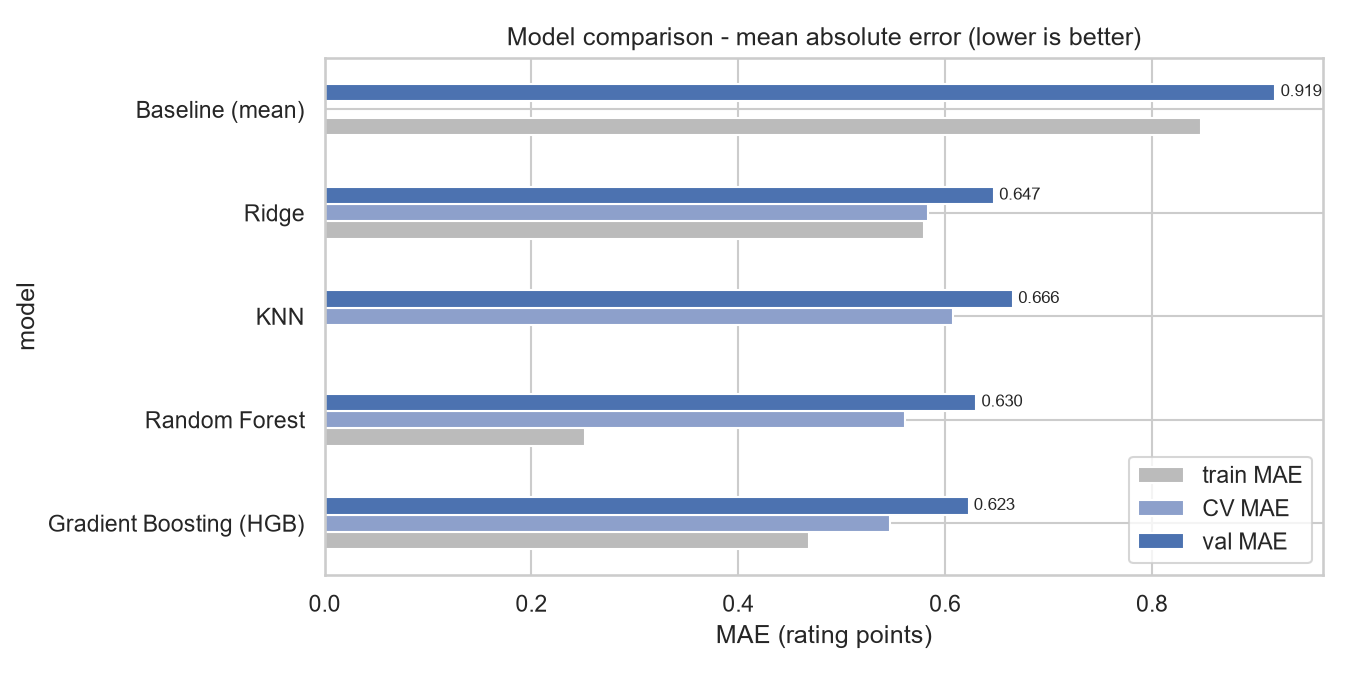 Model comparison - mean absolute error (lower is better)
Baseline (mean)
0.919
Ridge
0.647
KNN
0.666
Random Forest
0.630
Gradient Boosting (HGB)
0.623
model
train MAE
CV MAE
val MAE
0.0 0.2 0.4 0.6 0.8
MAE (rating points)